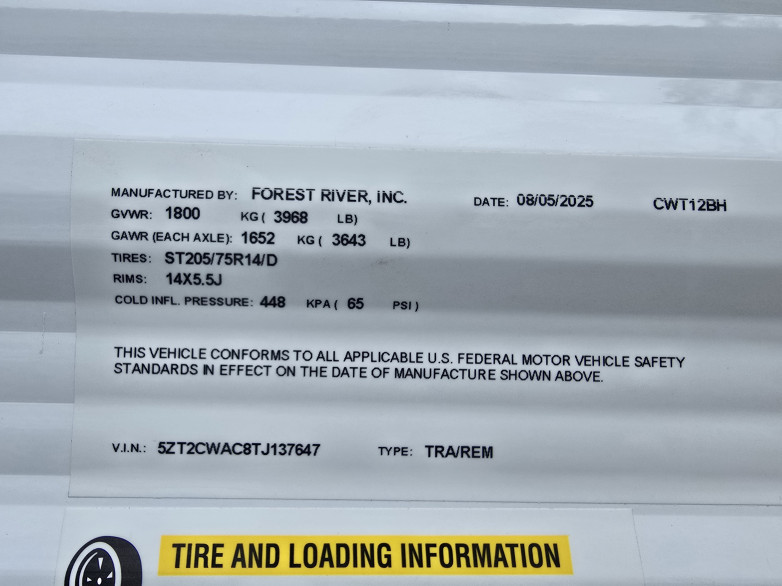 MANUFACTURED BY: FOREST RIVER, INC. DATE: 08/05/2025 CWT12BH
GVWR: 1800 KG ( 3968 LB)
GAWR (EACH AXLE): 1652 KG ( 3643 LB)
TIRES: ST205/75R14/D
RIMS: 14X5.5J
COLD INFL. PRESSURE: 448 KPA ( 65 PSI )
THIS VEHICLE CONFORMS TO ALL APPLICABLE U.S. FEDERAL MOTOR VEHICLE SAFETY
STANDARDS IN EFFECT ON THE DATE OF MANUFACTURE SHOWN ABOVE.
V.I.N.: 5ZT2CWAC8TJ137647 TYPE: TRA/REM
TIRE AND LOADING INFORMATION